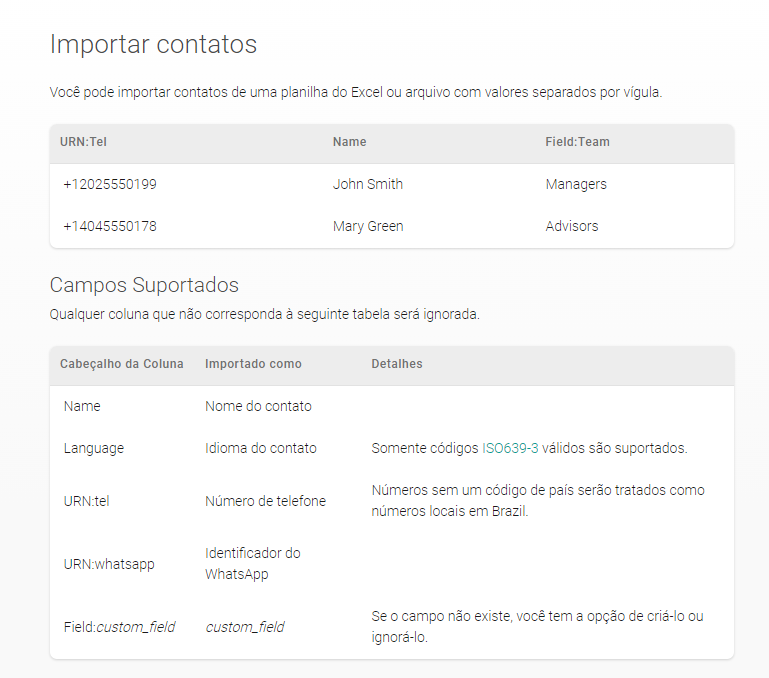 Importar contatos
Você pode importar contatos de uma planilha do Excel ou arquivo com valores separados por vígula.
URN:Tel Name Field:Team
+12025550199 John Smith Managers
+14045550178 Mary Green Advisors
Campos Suportados
Qualquer coluna que não corresponda à seguinte tabela será ignorada.
Cabeçalho da Coluna Importado como Detalhes
Name Nome do contato
Language Idioma do contato Somente códigos ISO639-3 válidos são suportados.
URN:tel Número de telefone Números sem um código de país serão tratados como
números locais em Brazil.
URN:whatsapp Identificador do
WhatsApp
Field:custom_field custom_field Se o campo não existe, você tem a opção de criá-lo ou
ignorá-lo.